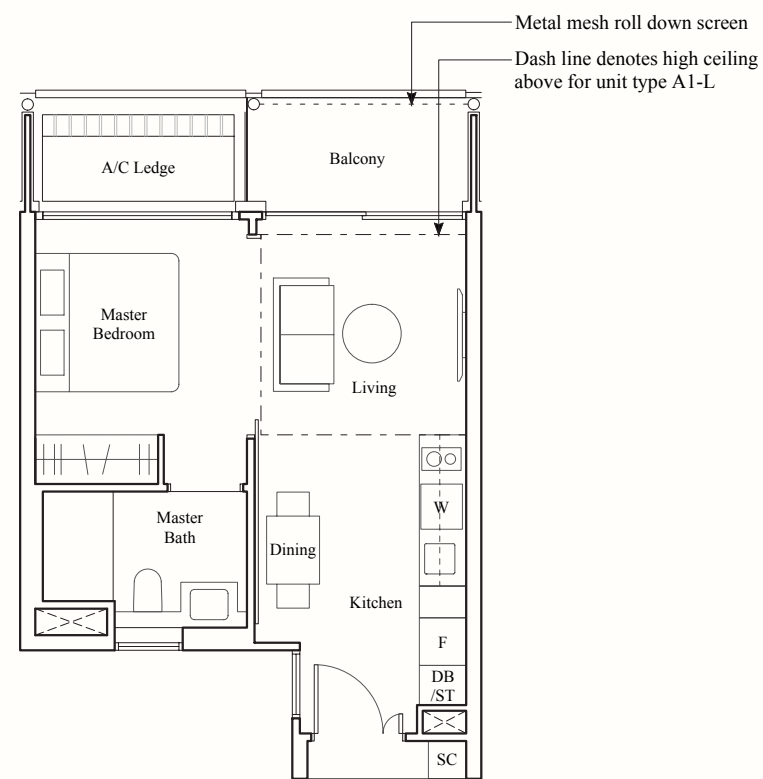 Metal mesh roll down screen
Dash line denotes high ceiling
above for unit type A1-L
A/C Ledge
Balcony
Master
Bedroom
Living
W
Master
Bath
Dining
Kitchen
F
DB
/ST
SC